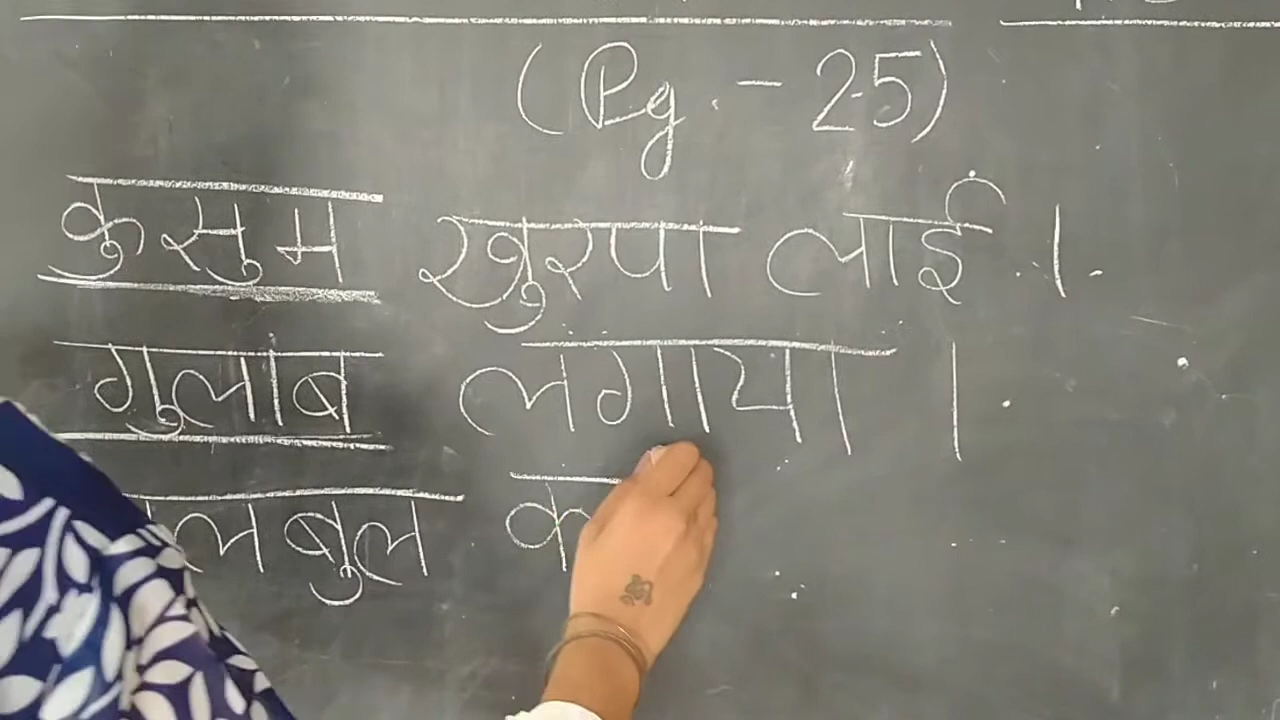 (Pg. - 25)
कुसुम खुरपा लाई ।
गुलाब लगाया ।